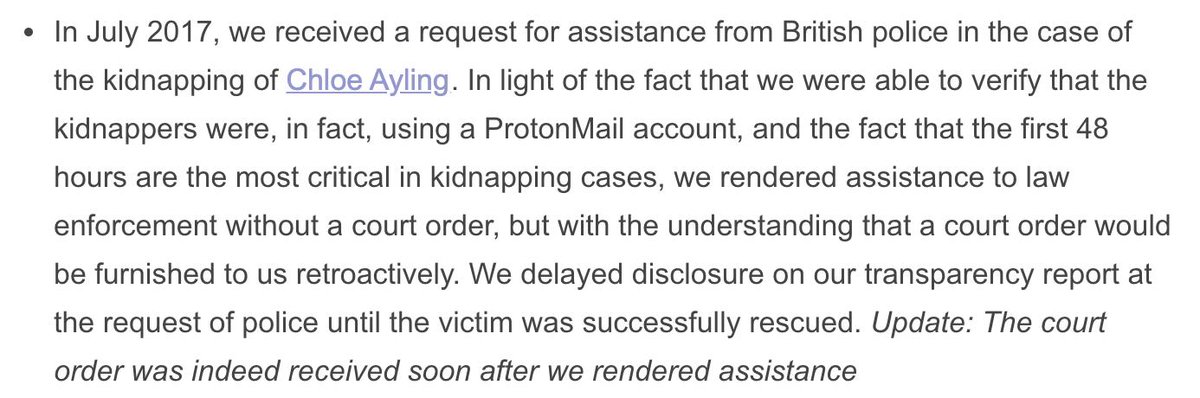 • In July 2017, we received a request for assistance from British police in the case of
the kidnapping of Chloe Ayling. In light of the fact that we were able to verify that the
kidnappers were, in fact, using a ProtonMail account, and the fact that the first 48
hours are the most critical in kidnapping cases, we rendered assistance to law
enforcement without a court order, but with the understanding that a court order would
be furnished to us retroactively. We delayed disclosure on our transparency report at
the request of police until the victim was successfully rescued. Update: The court
order was indeed received soon after we rendered assistance